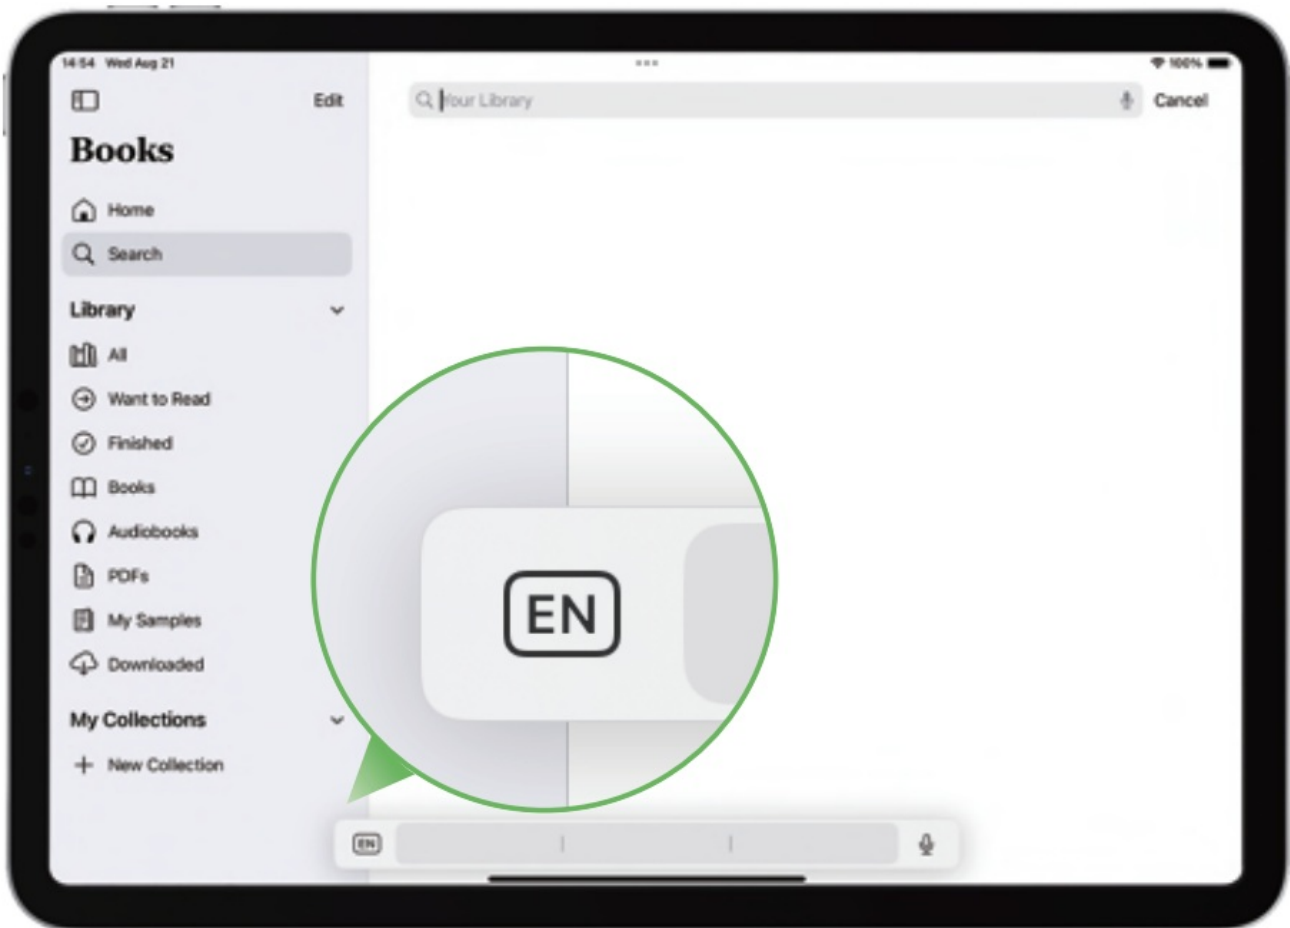 14:54 Wed Aug 21
100%
Edit
Your Library
Cancel
Books
Home
Search
Library
All
Want to Read
Finished
Books
Audiobooks
PDFs
My Samples
Downloaded
My Collections
New Collection
EN
EN